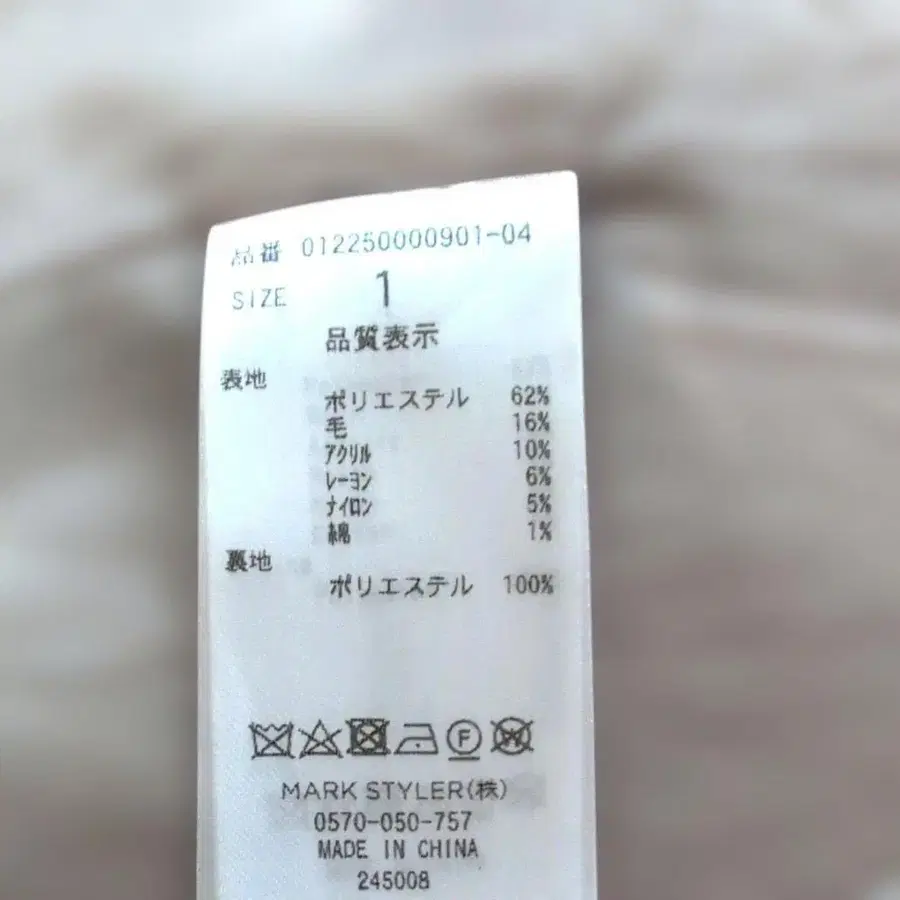 品番 012250000901-04
SIZE 1
品質表示
表地
ポリエステル 62%
毛 16%
アクリル 10%
レーヨン 6%
ナイロン 5%
綿 1%
裏地
ポリエステル 100%
F W
MARK STYLER(株)
0570-050-757
MADE IN CHINA
245008